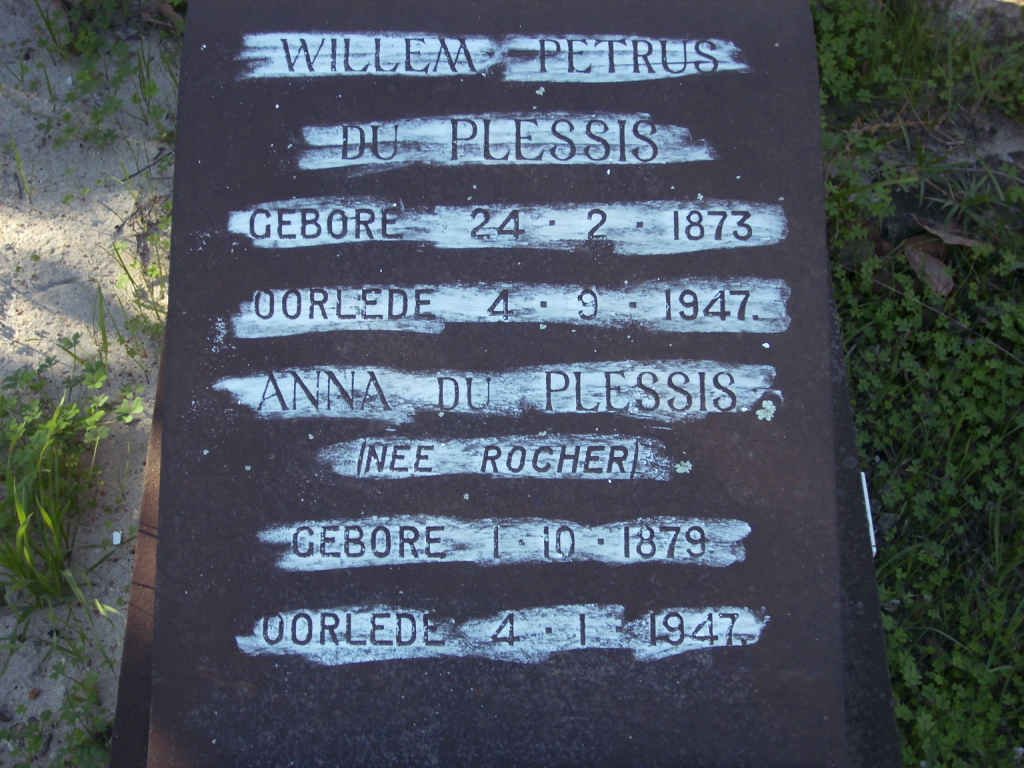 WILLEM PETRUS
DU PLESSIS
GEBORE 24 · 2 · 1873
OORLEDE 4 · 9 · 1947.
ANNA DU PLESSIS
/NEE ROCHER/
GEBORE 1 · 10 · 1879
OORLEDE 4 · 1 · 1947.